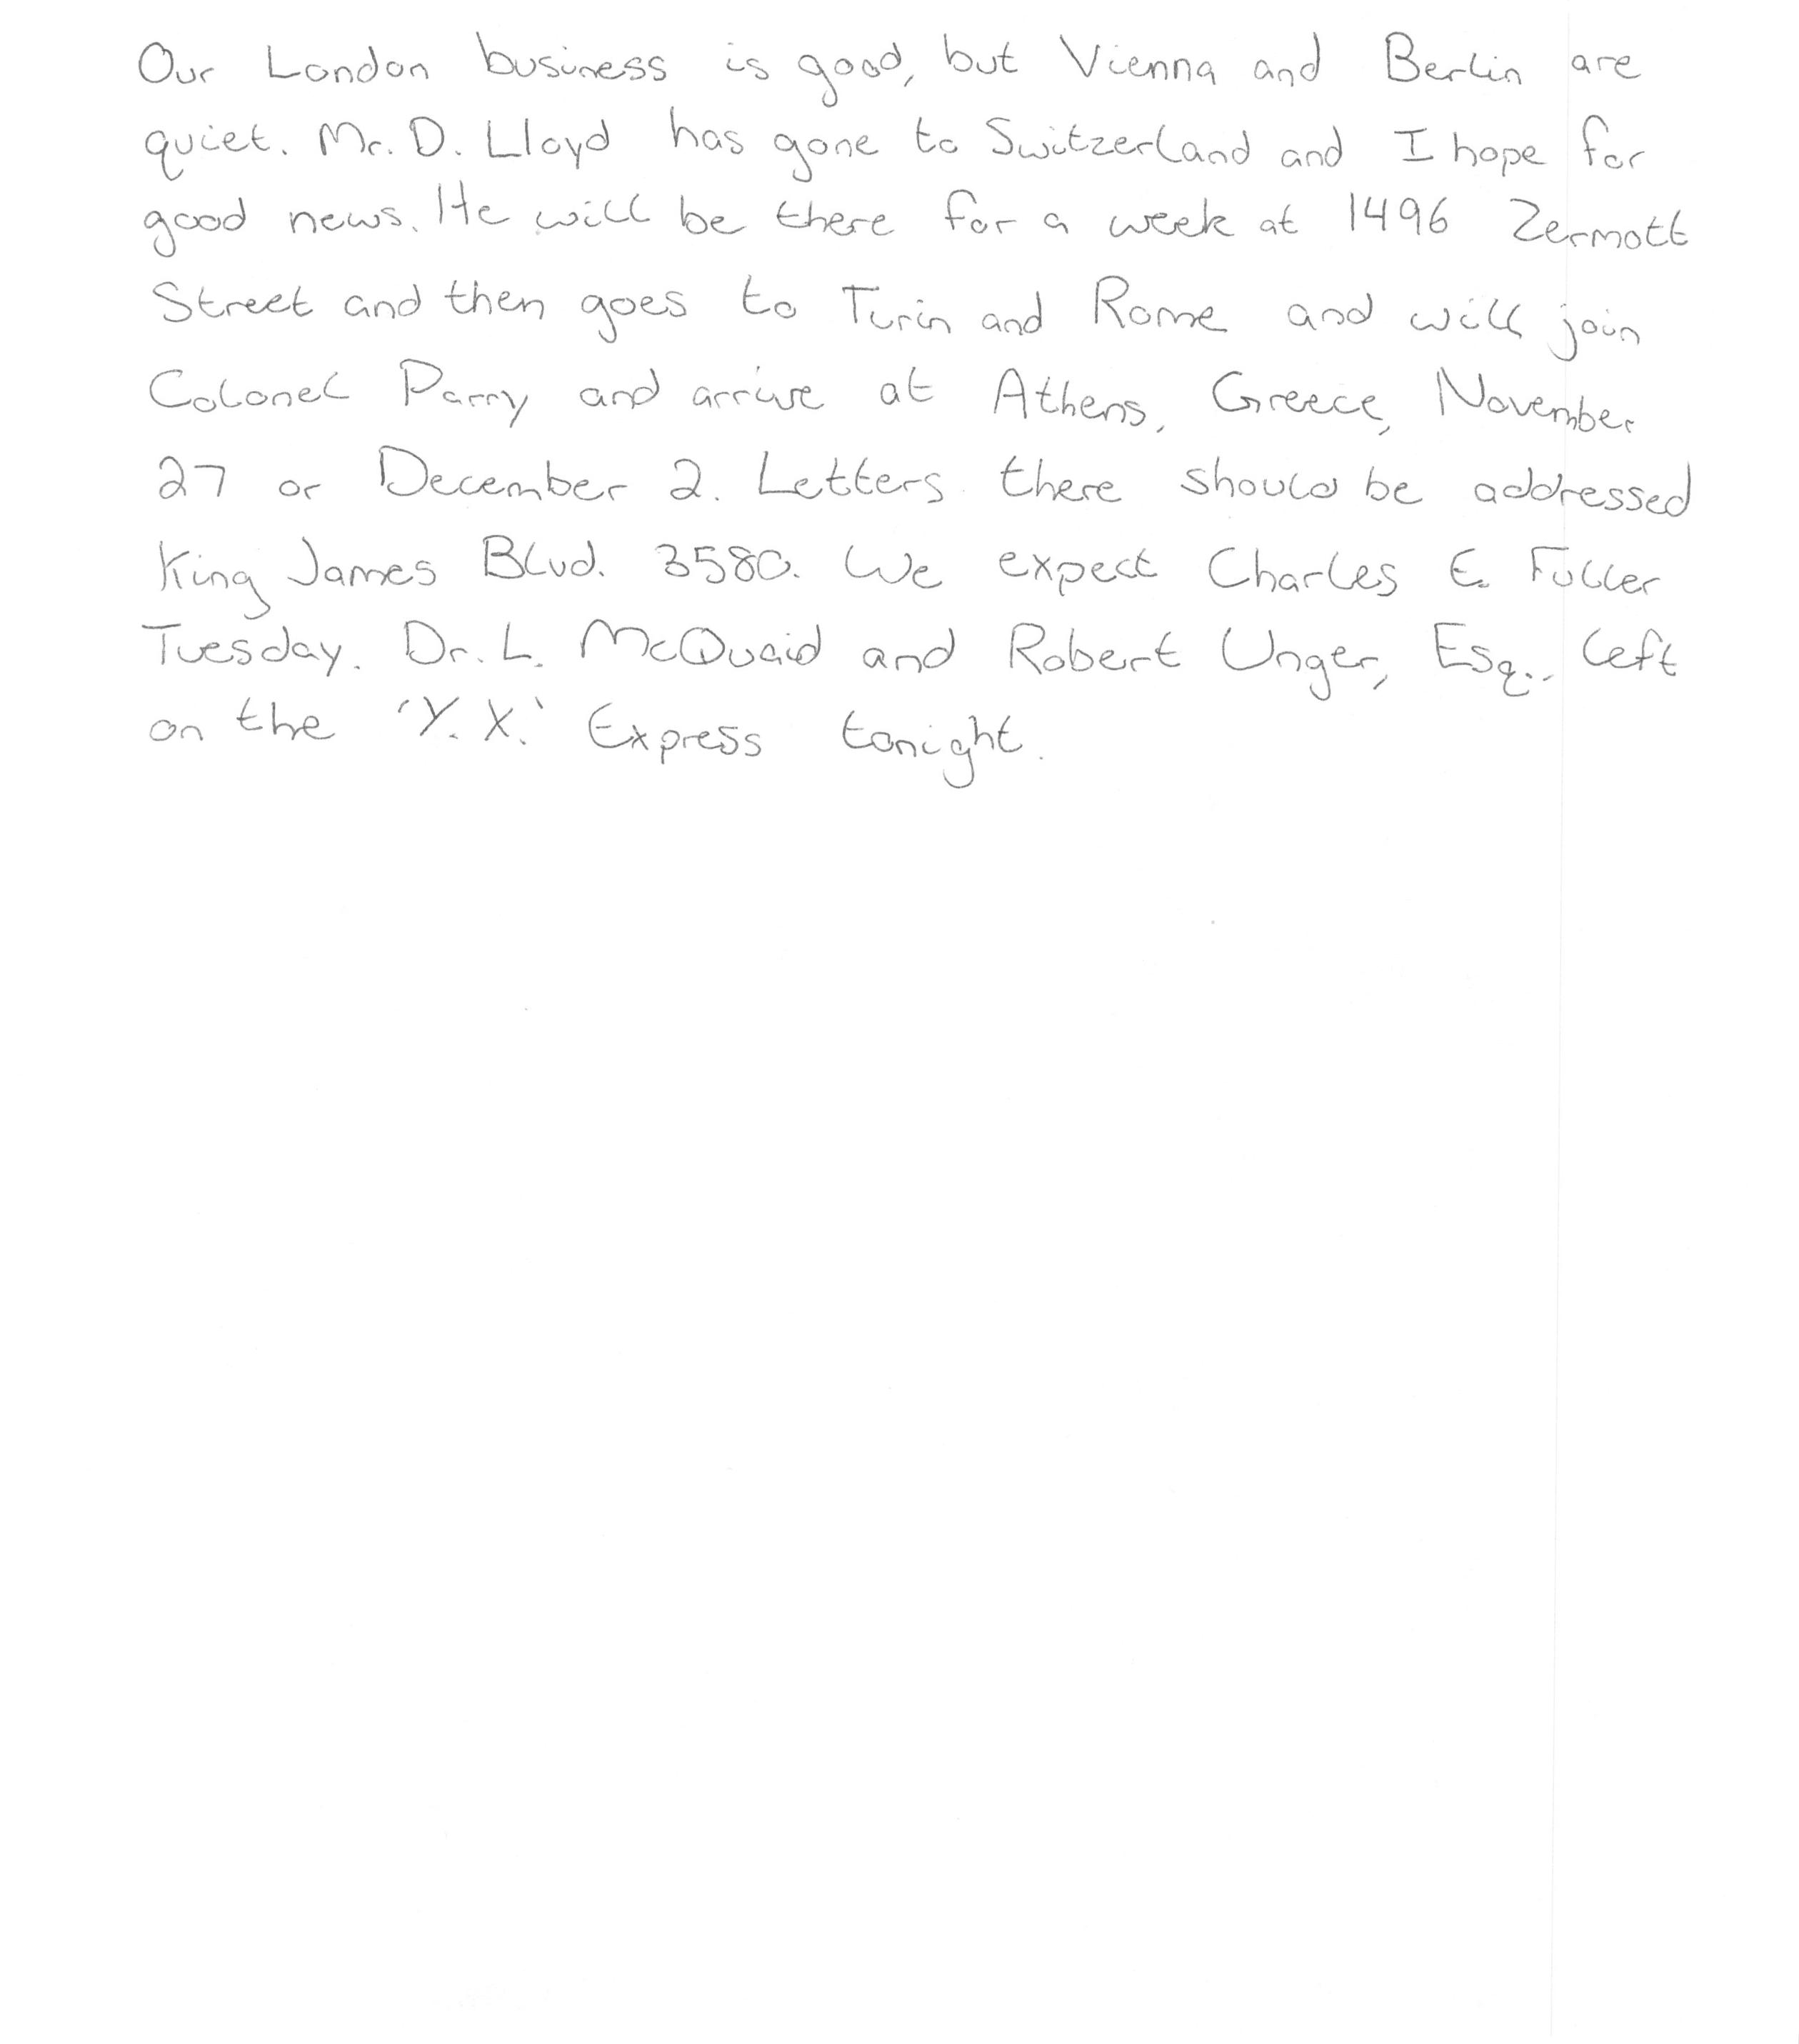 Our London business is good, but Vienna and Berlin are
quiet. Mr. D. Lloyd has gone to Switzerland and I hope for
good news. He will be there for a week at 1496 Zermott
Street and then goes to Turin and Rome and will join
Colonel Parry and arrive at Athens, Greece, November
27 or December 2. Letters there should be addressed
King James Blvd. 3580. We expect Charles E. Fuller
Tuesday. Dr. L. McQuaid and Robert Unger, Esq., left
on the 'Y. X.' Express tonight.